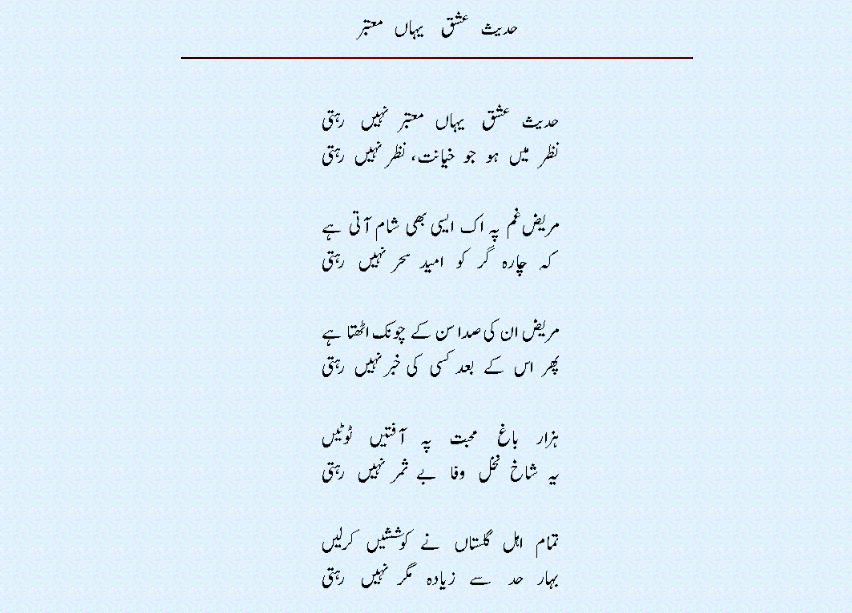 حدیث عشق یہاں معتبر
حدیث عشق یہاں معتبر نہیں رہتی
نظر میں ہو جو خیانت، نظر نہیں رہتی
مریض غم پہ اک ایسی بھی شام آتی ہے
کہ چارہ گر کو امید سحر نہیں رہتی
مریض ان کی صدا سن کے چونک اٹھتا ہے
پھر اس کے بعد کسی کی خبر نہیں رہتی
ہزار باغ محبت پہ آفتیں ٹوٹیں
یہ شاخ نخل وفا بے ثمر نہیں رہتی
تمام اہل گلستاں نے کوششیں کرلیں
بہار حد سے زیادہ مگر نہیں رہتی